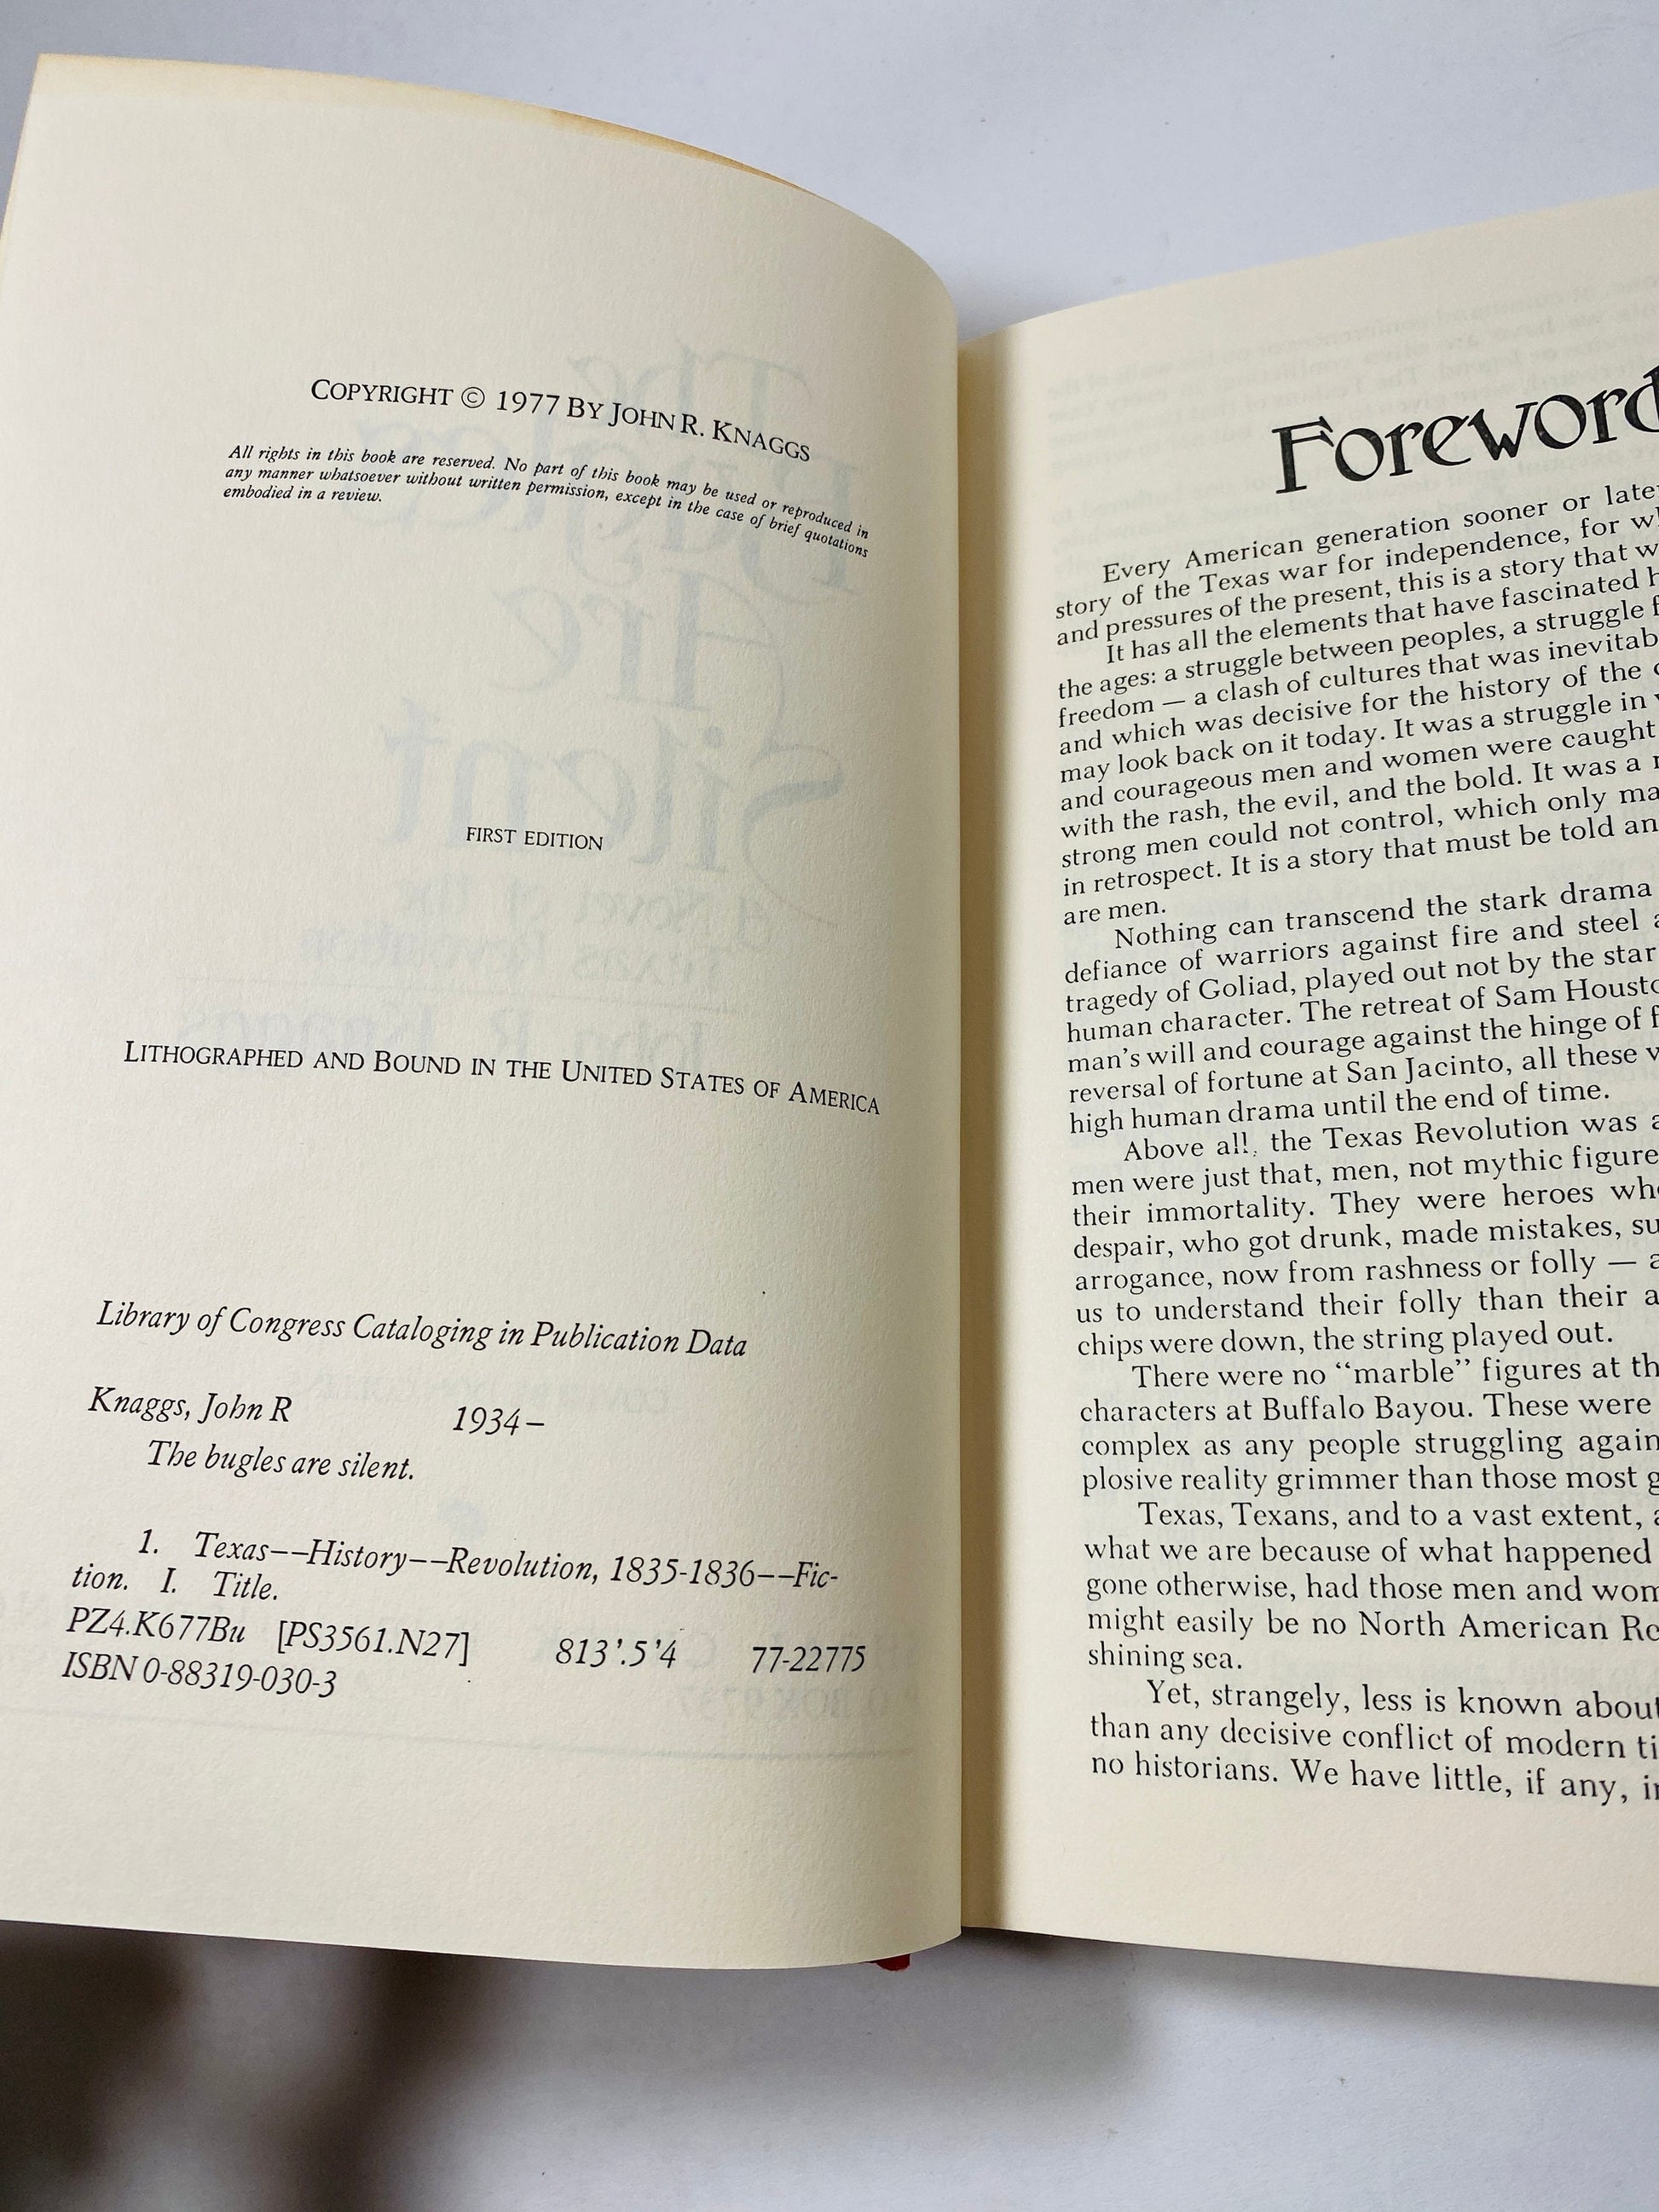 COPYRIGHT © 1977 BY JOHN R. KNAGGS
All rights in this book are reserved. No part of this book may be used or reproduced in
any manner whatsoever without written permission, except in the case of brief quotations
embodied in a review.
FIRST EDITION
LITHOGRAPHED AND BOUND IN THE UNITED STATES OF AMERICA
Library of Congress Cataloging in Publication Data
Knaggs, John R 1934–
The bugles are silent.
1. Texas--History--Revolution, 1835-1836--Fic-
tion. I. Title.
PZ4.K677Bu [PS3561.N27] 813'.5'4 77-22775
ISBN 0-88319-030-3
Foreword
Every American generation sooner or late
story of the Texas war for independence, for w
and pressures of the present, this is a story that w
It has all the elements that have fascinated h
the ages: a struggle between peoples, a struggle f
freedom — a clash of cultures that was inevitab
and which was decisive for the history of the
may look back on it today. It was a struggle in
and courageous men and women were caught
with the rash, the evil, and the bold. It was a
strong men could not control, which only ma
in retrospect. It is a story that must be told an
are men.
Nothing can transcend the stark drama
defiance of warriors against fire and steel a
tragedy of Goliad, played out not by the star
human character. The retreat of Sam Housto
man's will and courage against the hinge of f
reversal of fortune at San Jacinto, all these w
high human drama until the end of time.
Above all, the Texas Revolution was a
men were just that, men, not mythic figure
their immortality. They were heroes who
despair, who got drunk, made mistakes, su
arrogance, now from rashness or folly — a
us to understand their folly than their a
chips were down, the string played out.
There were no “marble” figures at th
characters at Buffalo Bayou. These were
complex as any people struggling again
plosive reality grimmer than those most g
Texas, Texans, and to a vast extent, a
what we are because of what happened
gone otherwise, had those men and wom
might easily be no North American Re
shining sea.
Yet, strangely, less is known about
than any decisive conflict of modern ti
no historians. We have little, if any, in